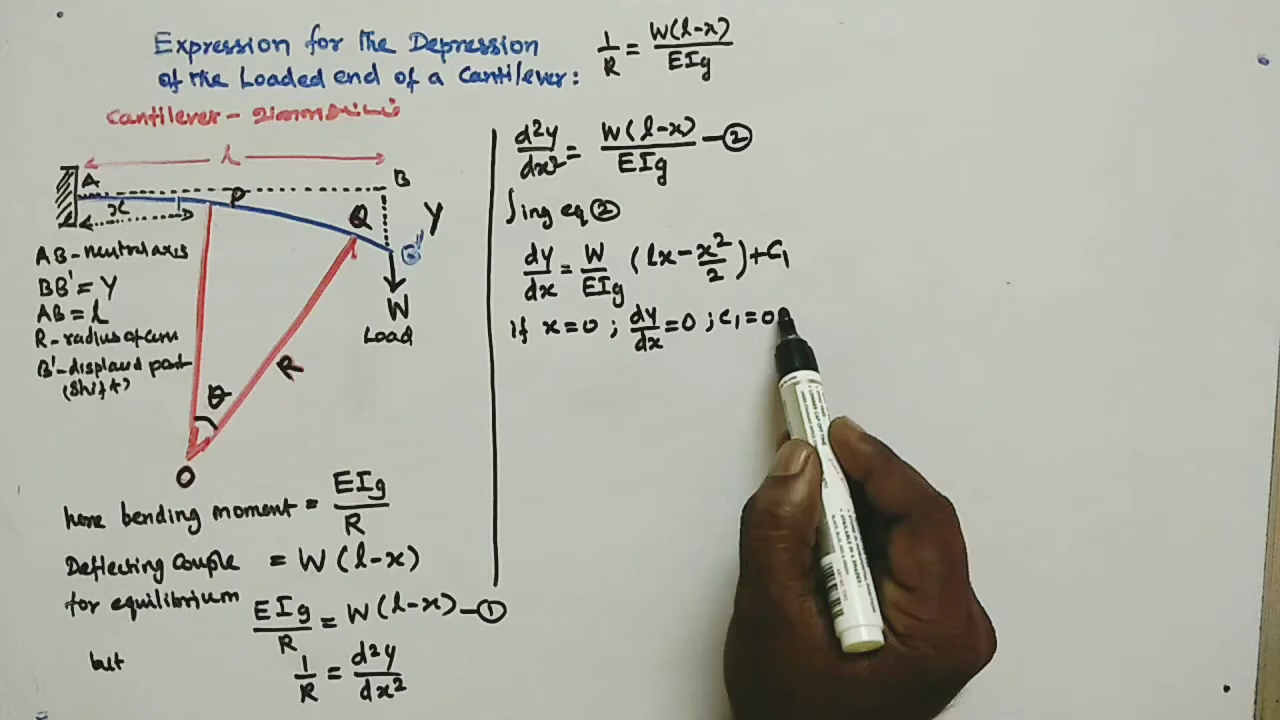 Expression for the Depression
of the Loaded end of a Cantilever:
Cantilever -
l
A
B
x
P
Q
Y
B'
W
Load
AB - neutral axis
BB' = Y
AB = l
R - radius of curv
B' - displaced part
(Shift)
R
θ
O
here bending moment = EIg/R
Deflecting couple = W(l-x)
for equilibrium
EIg/R = W(l-x) - ①
but
1/R = d²y/dx²
1/R = W(l-x)/EIg
d²y/dx² = W(l-x)/EIg - ②
∫ing eq ②
dy/dx = W/EIg (lx - x²/2) + C₁
if x=0 ; dy/dx = 0 ; C₁=0